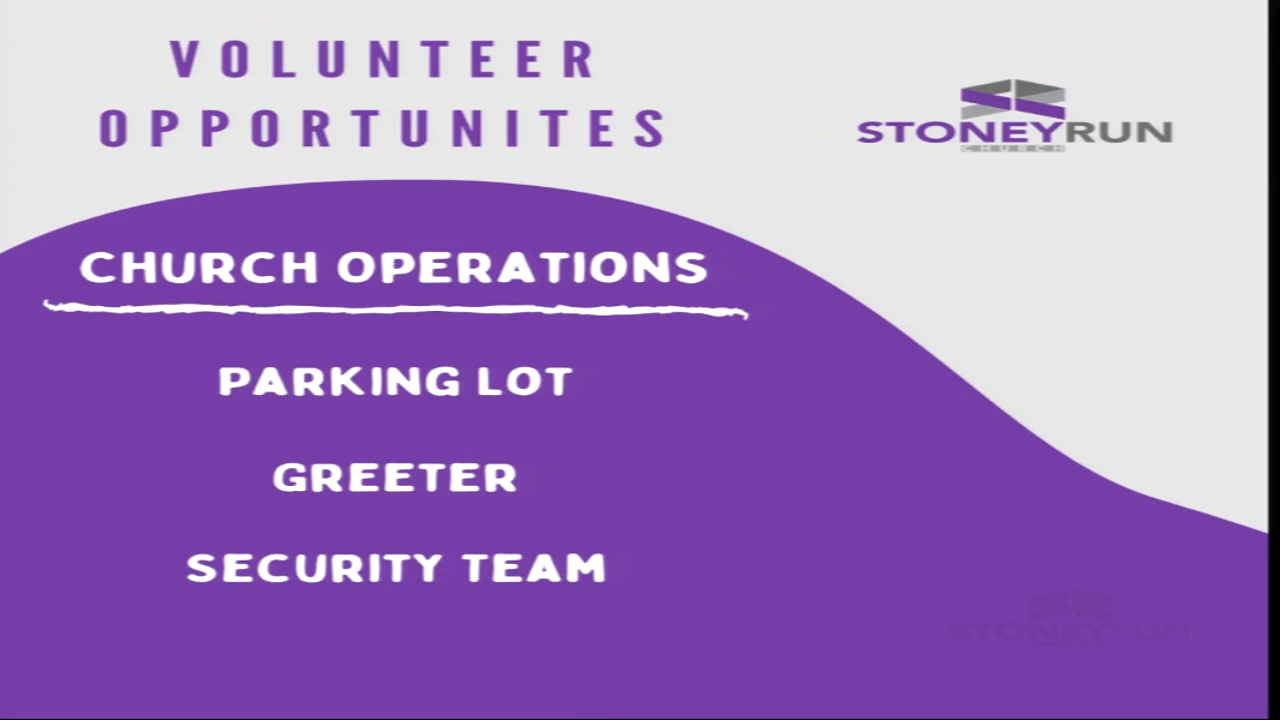 VOLUNTEER
OPPORTUNITES
STONEYRUN
CHURCH
CHURCH OPERATIONS
PARKING LOT
GREETER
SECURITY TEAM
STONEYRUN